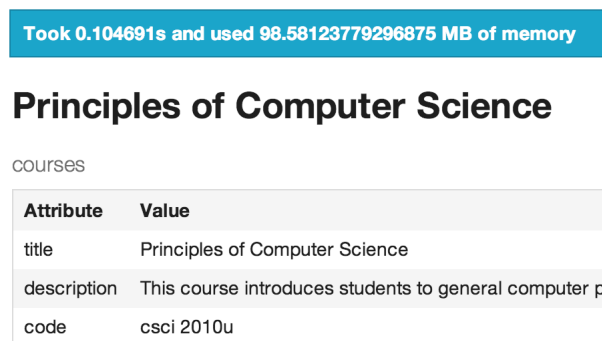 Took 0.104691s and used 98.58123779296875 MB of memory
Principles of Computer Science
courses
Attribute Value
title Principles of Computer Science
description This course introduces students to general computer p
code csci 2010u